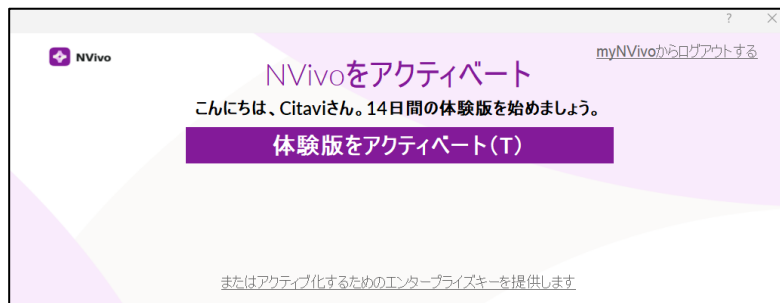 NVivo
myNVivoからログアウトする
NVivoをアクティベート
こんにちは、Citaviさん。14日間の体験版を始めましょう。
体験版をアクティベート(T)
またはアクティブ化するためのエンタープライズキーを提供します